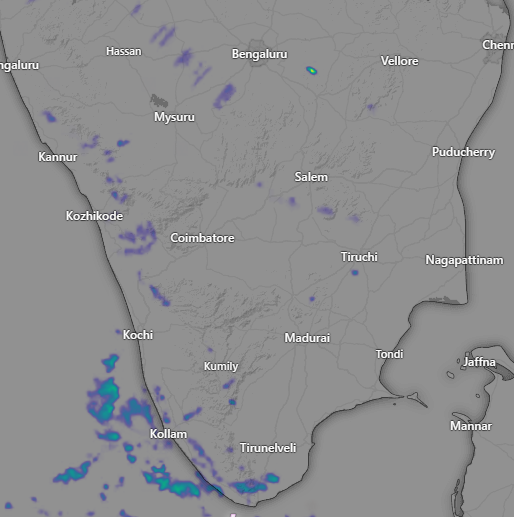 Hassan
Bengaluru
Chenn
ngaluru
Vellore
Mysuru
Kannur
Puducherry
Salem
Kozhikode
Coimbatore
Tiruchi
Nagapattinam
Kochi
Madurai
Tondi
Kumily
Jaffna
Kollam
Mannar
Tirunelveli